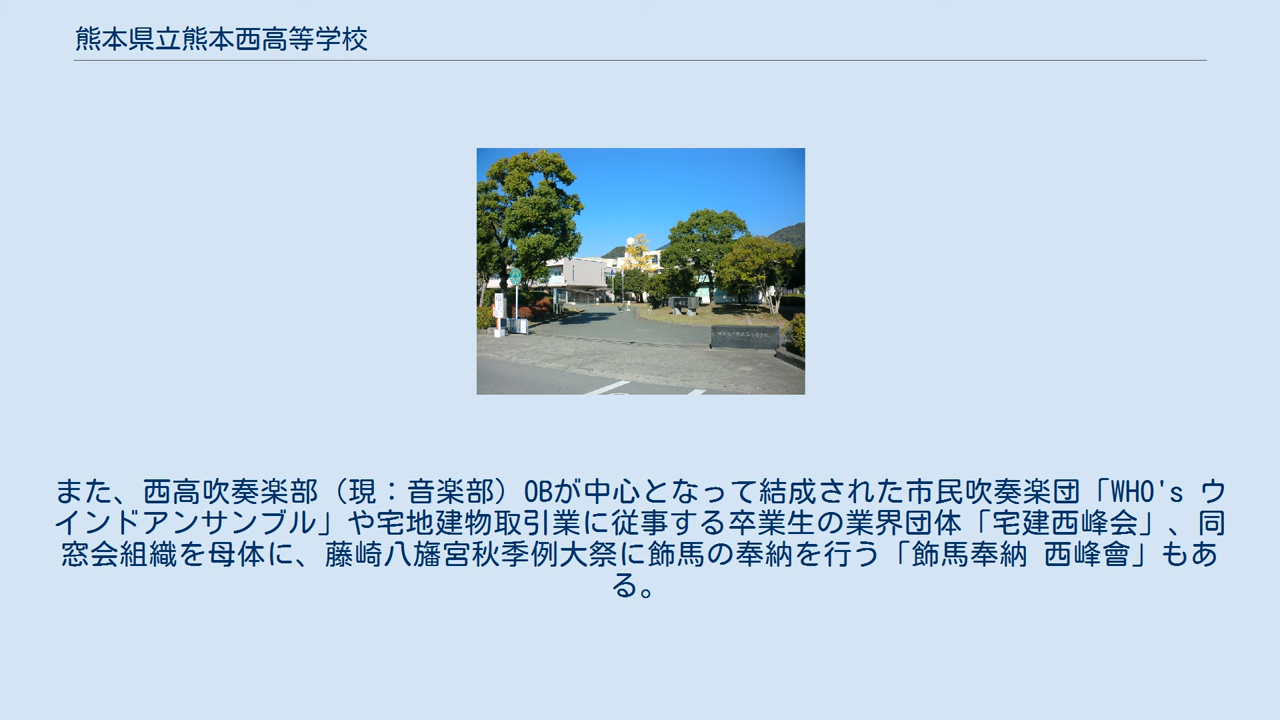 熊本県立熊本西高等学校
また、西高吹奏楽部（現：音楽部）OBが中心となって結成された市民吹奏楽団「WHO's ウ
インドアンサンブル」や宅地建物取引業に従事する卒業生の業界団体「宅建西峰会」、同
窓会組織を母体に、藤崎八旛宮秋季例大祭に飾馬の奉納を行う「飾馬奉納 西峰會」もあ
る。